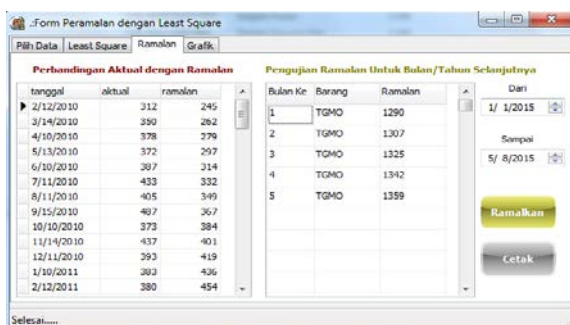 .:Form Peramalan dengan Least Square
Pilih Data Least Square Ramalan Grafik
Perbandingan Aktual dengan Ramalan
tanggal aktual ramalan
2/12/2010 312 245
3/14/2010 350 262
4/10/2010 378 279
5/13/2010 372 297
6/10/2010 387 314
7/11/2010 433 332
8/11/2010 405 349
9/15/2010 487 367
10/10/2010 373 384
11/14/2010 437 401
12/11/2010 393 419
1/10/2011 383 436
2/12/2011 380 454
Pengujian Ramalan Untuk Bulan/Tahun Selanjutnya
Bulan Ke Barang Ramalan
1 TGMO 1290
2 TGMO 1307
3 TGMO 1325
4 TGMO 1342
5 TGMO 1359
Dari
1/ 1/2015
Sampai
5/ 8/2015
Ramalkan
Cetak
Selesai.....